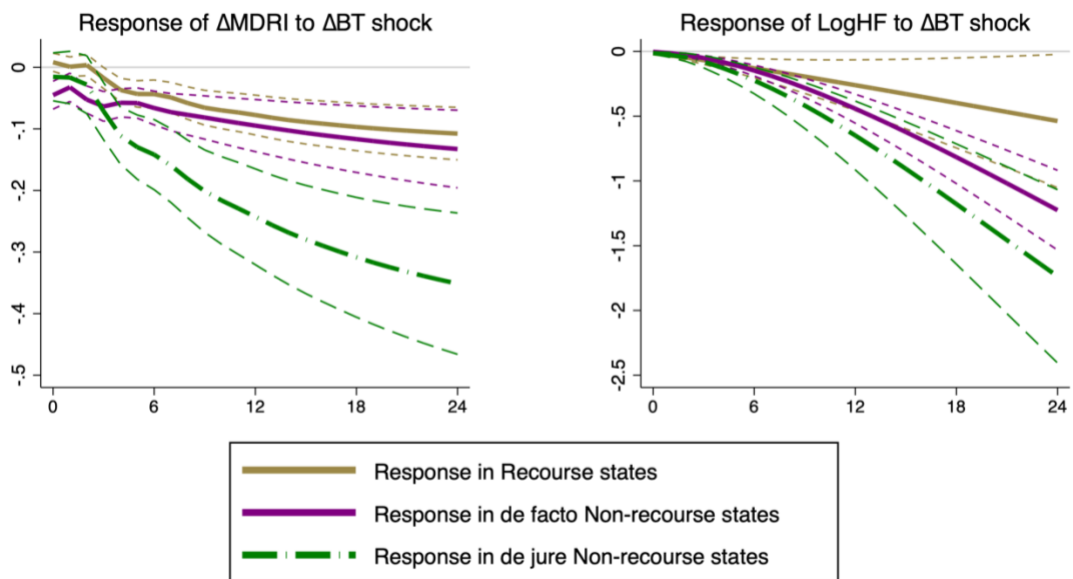 Response of ΔMDRI to ΔBT shock
0
-.1
-.2
-.3
-.4
-.5
0 6 12 18 24
Response of LogHF to ΔBT shock
0
-.5
-1
-1.5
-2
-2.5
0 6 12 18 24
Response in Recourse states
Response in de facto Non-recourse states
Response in de jure Non-recourse states